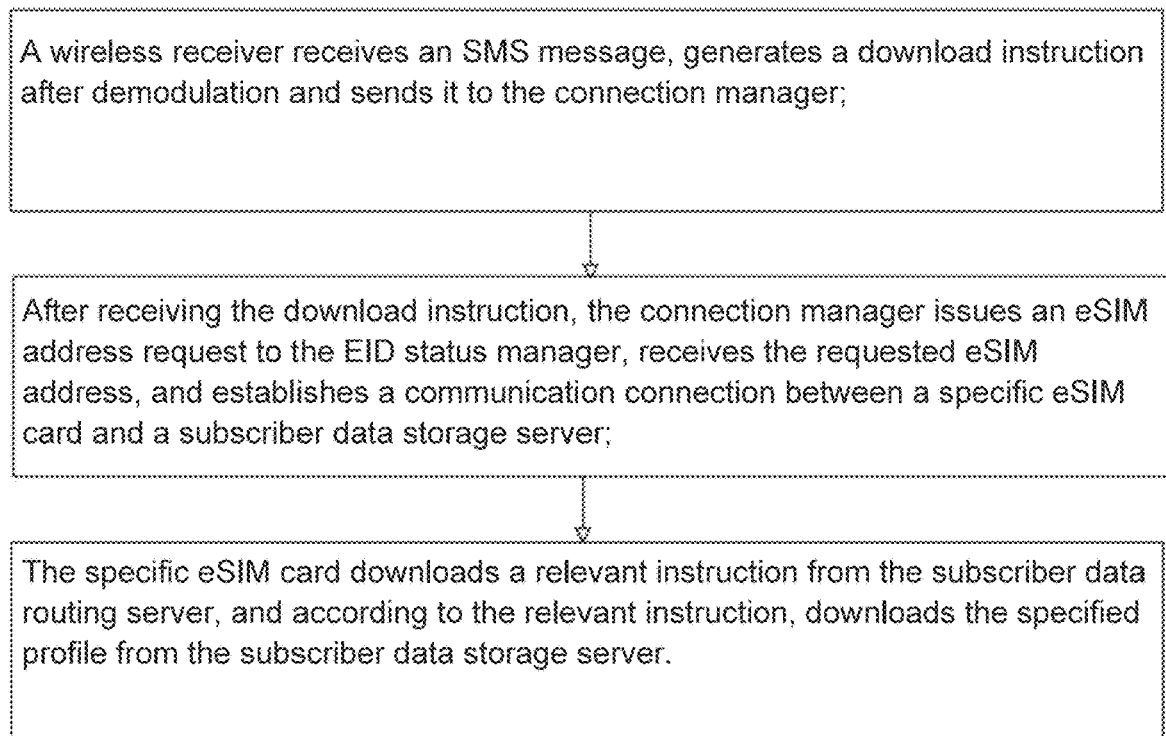 A wireless receiver receives an SMS message, generates a download instruction
after demodulation and sends it to the connection manager;
After receiving the download instruction, the connection manager issues an eSIM
address request to the EID status manager, receives the requested eSIM
address, and establishes a communication connection between a specific eSIM
card and a subscriber data storage server;
The specific eSIM card downloads a relevant instruction from the subscriber data
routing server, and according to the relevant instruction, downloads the specified
profile from the subscriber data storage server.